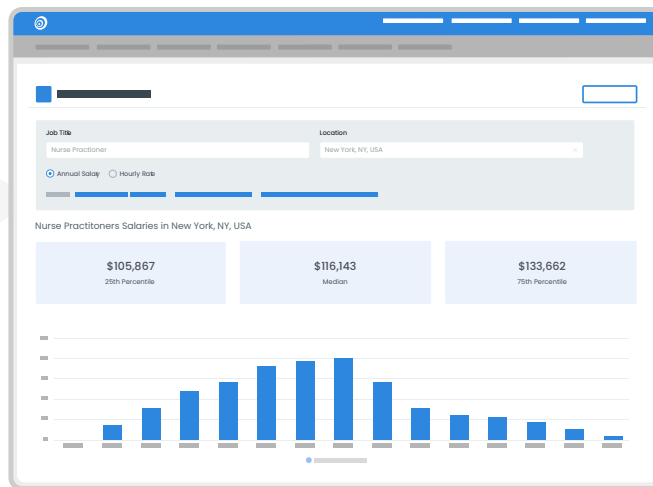 Job Title
Location
Nurse Practioner
New York, NY, USA
Annual Salary
Hourly Rate
Nurse Practitoners Salaries in New York, NY, USA
$105,867
$116,143
$133,662
25th Percentile
Median
75th Percentile